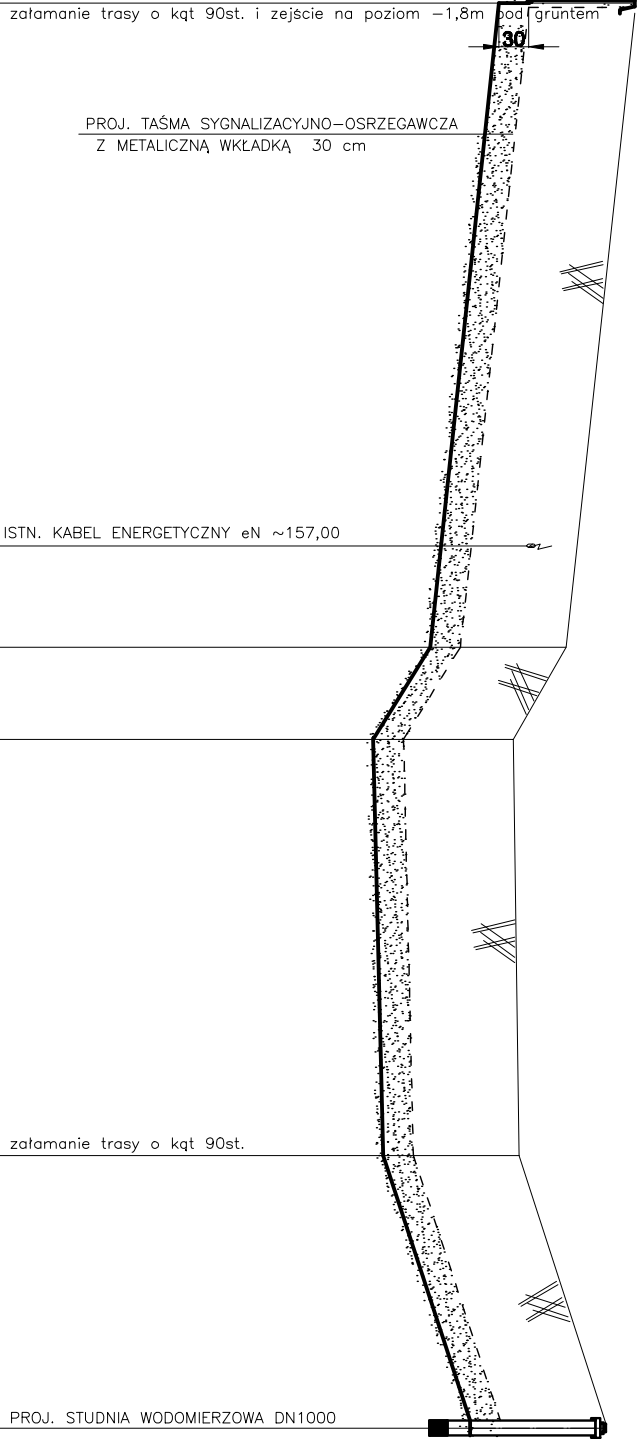 załamanie trasy o kąt 90st. i zejście na poziom −1,8m pod gruntem
30
PROJ. TAŚMA SYGNALIZACYJNO−OSRZEGAWCZA
Z METALICZNĄ WKŁADKĄ 30 cm
ISTN. KABEL ENERGETYCZNY eN ~157,00
załamanie trasy o kąt 90st.
PROJ. STUDNIA WODOMIERZOWA DN1000